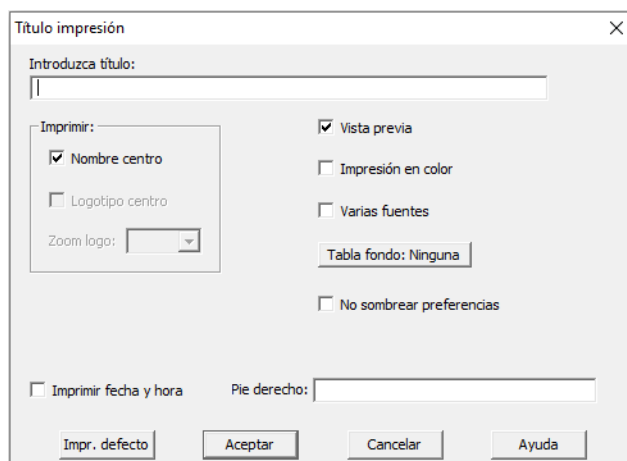 Título impresión
Introduzca título:
Imprimir:
Nombre centro
Logotipo centro
Zoom logo:
Vista previa
Impresión en color
Varias fuentes
Tabla fondo: Ninguna
No sombrear preferencias
Imprimir fecha y hora
Pie derecho:
Impr. defecto
Aceptar
Cancelar
Ayuda